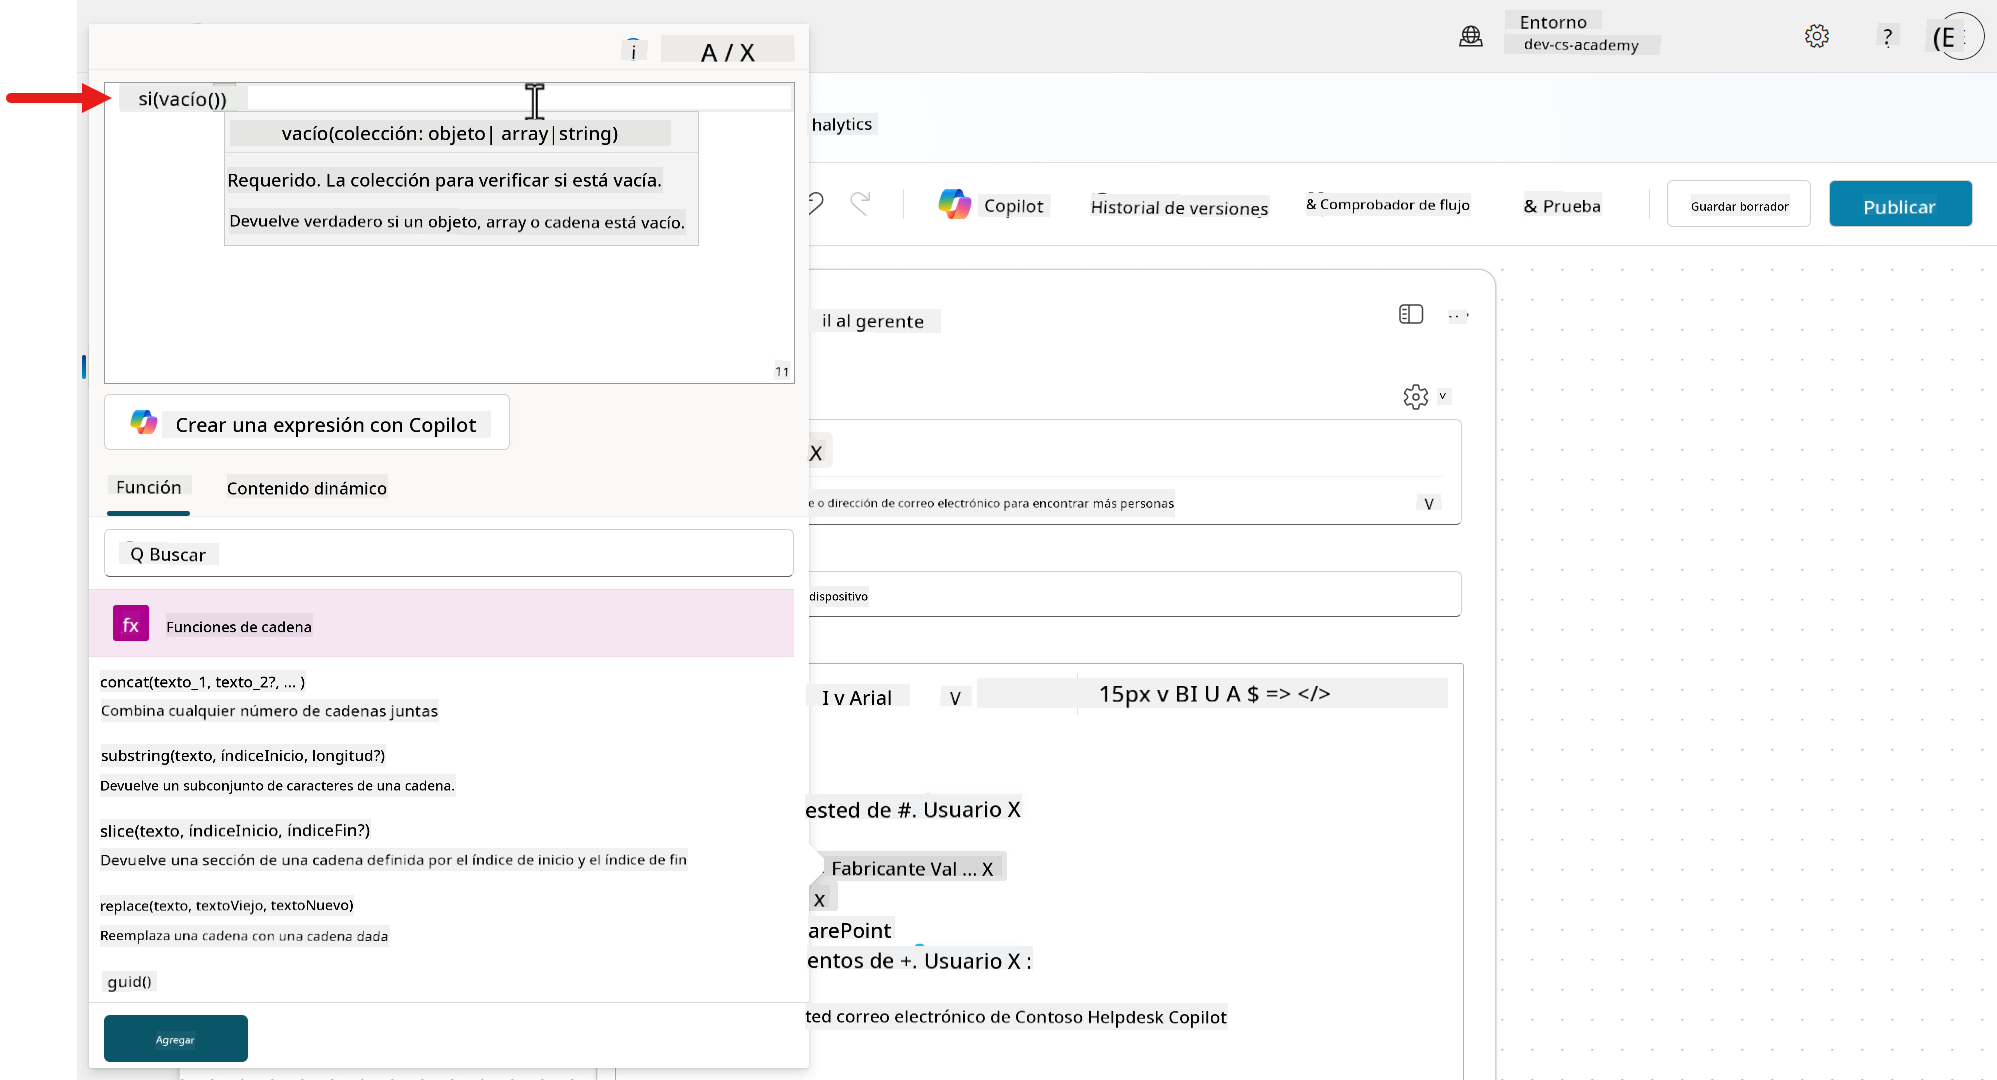 i
A / X
si(vacío())
vacío(colección: objeto| array|string)
Requerido. La colección para verificar si está vacía.
Devuelve verdadero si un objeto, array o cadena está vacío.
11
Crear una expresión con Copilot
Función
Contenido dinámico
Q Buscar
fx
Funciones de cadena
concat(texto_1, texto_2?, ... )
Combina cualquier número de cadenas juntas
substring(texto, índiceInicio, longitud?)
Devuelve un subconjunto de caracteres de una cadena.
slice(texto, índiceInicio, índiceFin?)
Devuelve una sección de una cadena definida por el índice de inicio y el índice de fin
replace(texto, textoViejo, textoNuevo)
Reemplaza una cadena con una cadena dada
guid()
Agregar
Entorno
dev-cs-academy
?
(E
halytics
Copilot
Historial de versiones
& Comprobador de flujo
& Prueba
Guardar borrador
Publicar
il al gerente
v
X
e o dirección de correo electrónico para encontrar más personas
V
dispositivo
I v Arial
V
15px v BI U A $ => </>
ested de #. Usuario X
Fabricante Val ... X
x
arePoint
entos de +. Usuario X :
ted correo electrónico de Contoso Helpdesk Copilot